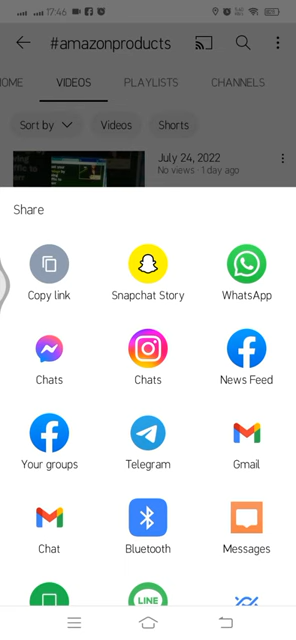 17:46
← #amazonproducts
OME VIDEOS PLAYLISTS CHANNELS
Sort by Videos Shorts
July 24, 2022
No views · 1 day ago
Share
Copy link Snapchat Story WhatsApp
Chats Chats News Feed
Your groups Telegram Gmail
Chat Bluetooth Messages
LINE